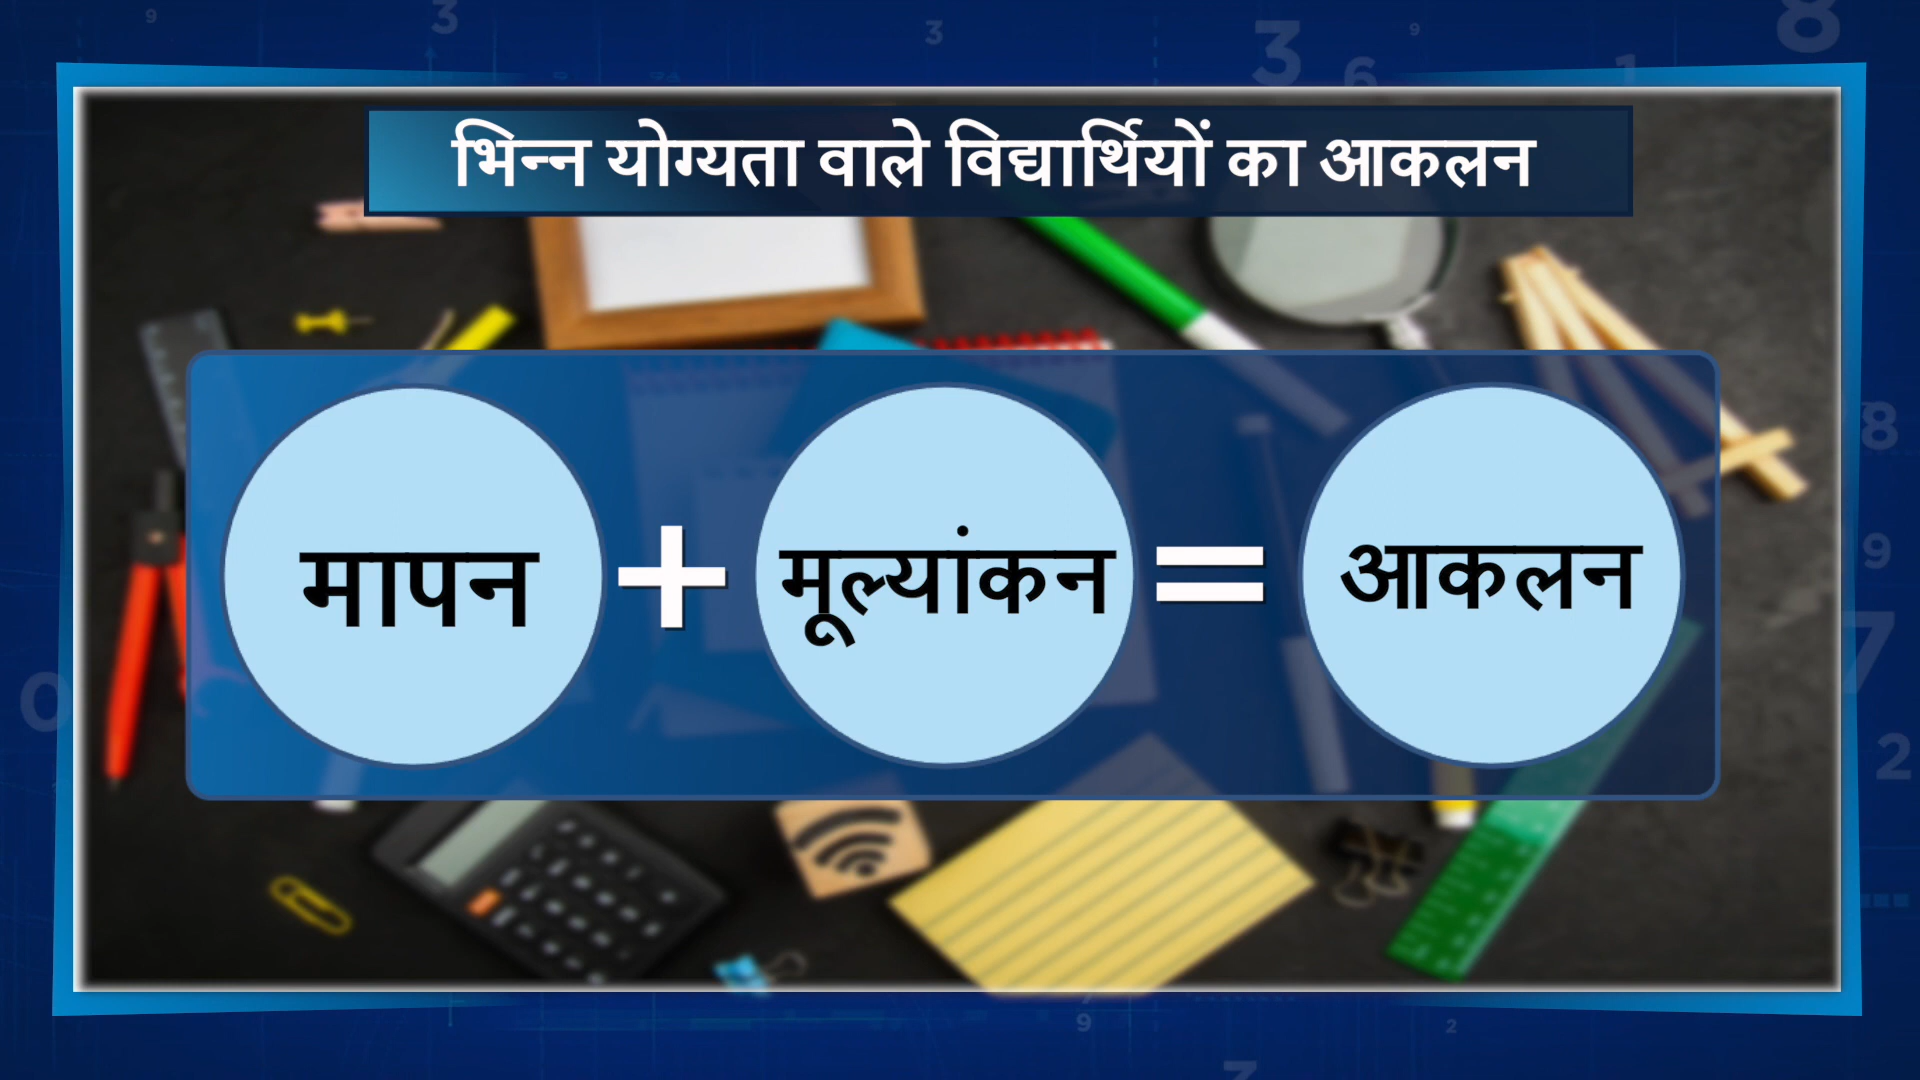 भिन्न योग्यता वाले विद्यार्थियों का आकलन
मापन + मूल्यांकन = आकलन